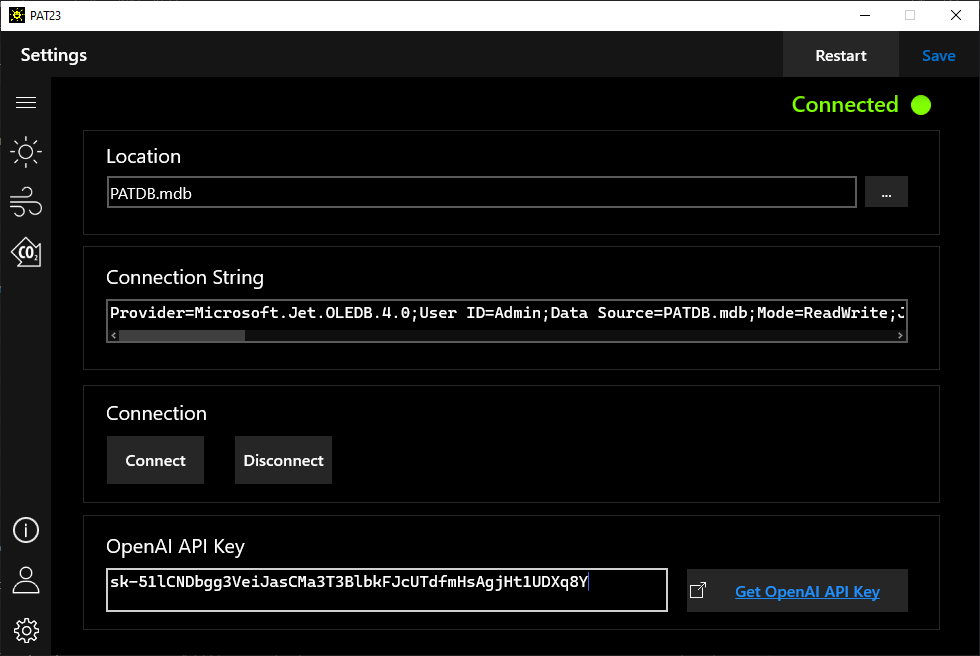 PAT23
Settings
Restart
Save
Connected
Location
PATDB.mdb
...
Connection String
Provider=Microsoft.Jet.OLEDB.4.0;User ID=Admin;Data Source=PATDB.mdb;Mode=ReadWrite;J
CO2
Connection
Connect
Disconnect
OpenAI API Key
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
Get OpenAI API Key